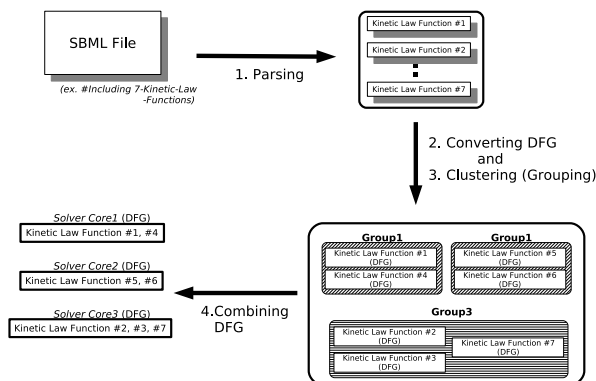 SBML File
(ex. #Including 7-Kinetic-Law
-Functions)
1. Parsing
Kinetic Law Function #1
Kinetic Law Function #2
Kinetic Law Function #7
2. Converting DFG
and
3. Clustering (Grouping)
Group1
Kinetic Law Function #1
(DFG)
Kinetic Law Function #4
(DFG)
Group1
Kinetic Law Function #5
(DFG)
Kinetic Law Function #6
(DFG)
Group3
Kinetic Law Function #2
(DFG)
Kinetic Law Function #3
(DFG)
Kinetic Law Function #7
(DFG)
4.Combining
DFG
Solver Core1 (DFG)
Kinetic Law Function #1, #4
Solver Core2 (DFG)
Kinetic Law Function #5, #6
Solver Core3 (DFG)
Kinetic Law Function #2, #3, #7